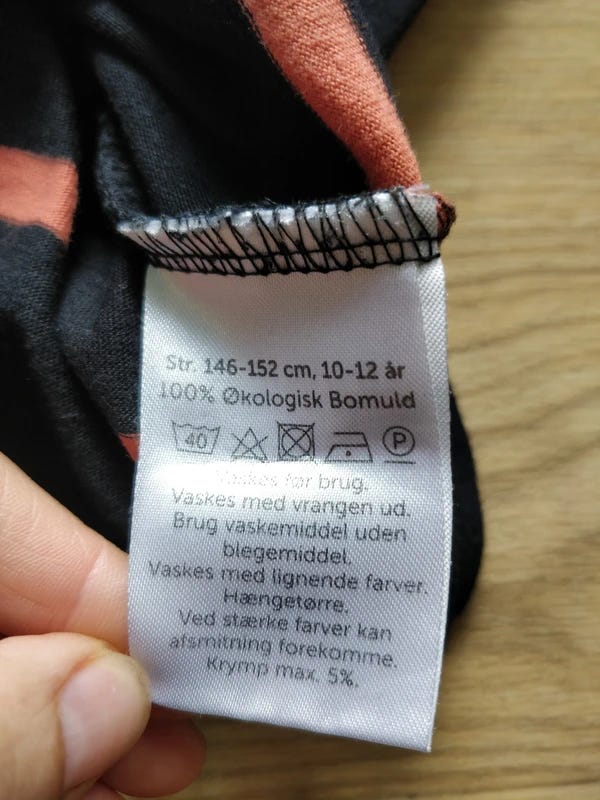 Str. 146-152 cm, 10-12 år
100% Økologisk Bomuld
40 P
Vaskes før brug.
Vaskes med vrangen ud.
Brug vaskemiddel uden
blegemiddel.
Vaskes med lignende farver.
Hængetørre.
Ved stærke farver kan
afsmitning forekomme.
Krymp max. 5%.